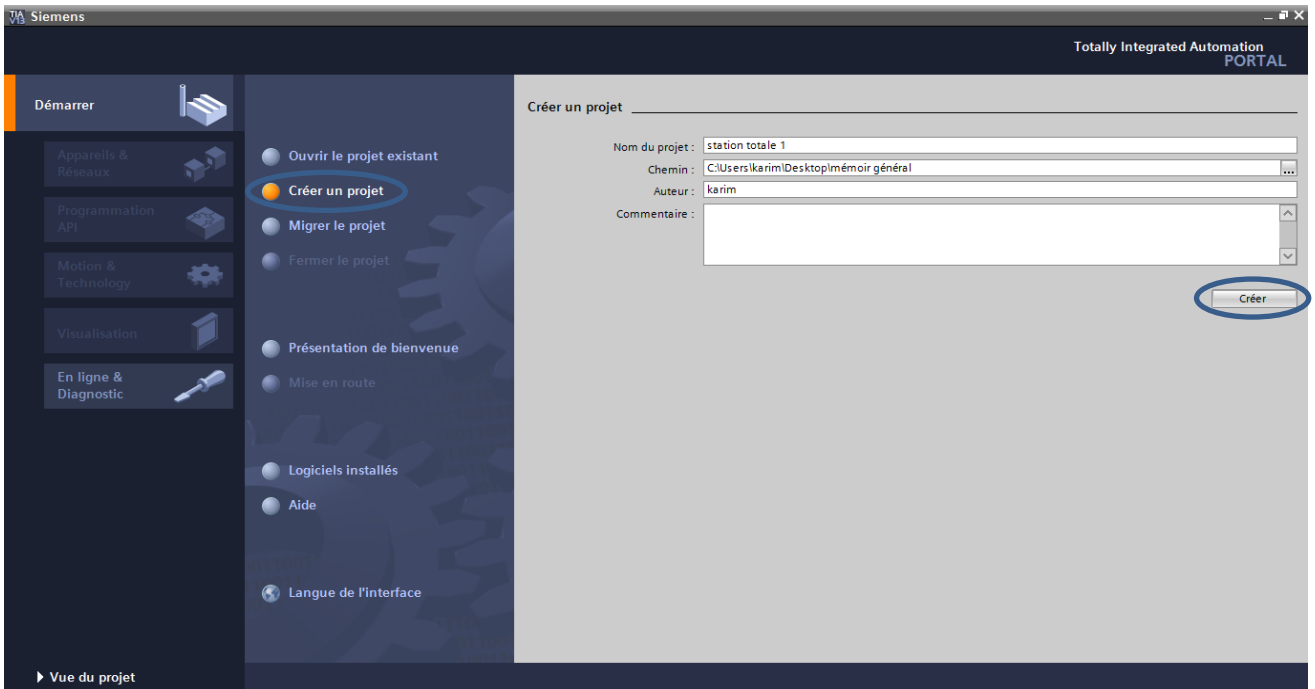 TIA
V13
Siemens
Totally Integrated Automation
PORTAL
Démarrer
Appareils &
Réseaux
Programmation
API
Motion &
Technology
Visualisation
En ligne &
Diagnostic
Ouvrir le projet existant
Créer un projet
Migrer le projet
Fermer le projet
Présentation de bienvenue
Mise en route
Logiciels installés
Aide
Langue de l'interface
Créer un projet
Nom du projet : station totale 1
Chemin : C:\Users\karim\Desktop\mémoir général
...
Auteur : karim
Commentaire :
Créer
Vue du projet